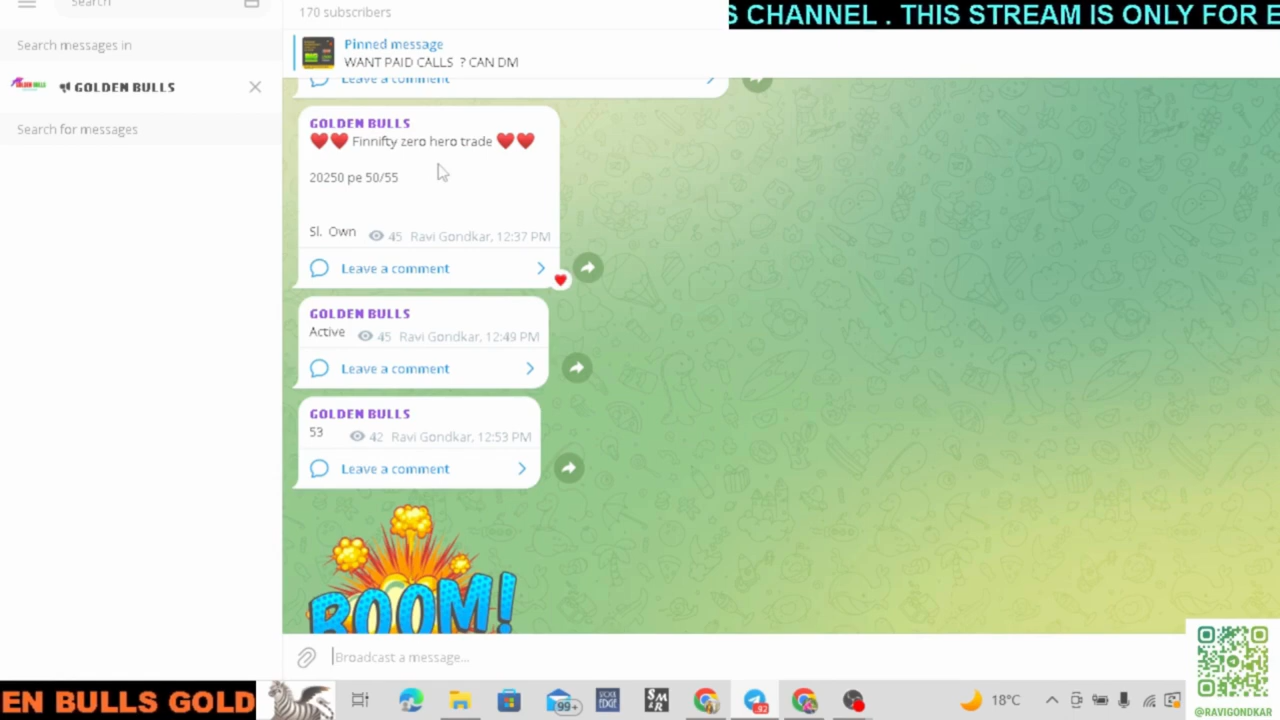 Search
170 subscribers
S CHANNEL . THIS STREAM IS ONLY FOR E
Search messages in
Pinned message
WANT PAID CALLS ? CAN DM
GOLDEN BULLS
Leave a comment
Search for messages
GOLDEN BULLS
♥♥ Finnifty zero hero trade ♥♥
20250 pe 50/55
Sl. Own 45 Ravi Gondkar, 12:37 PM
Leave a comment
GOLDEN BULLS
Active 45 Ravi Gondkar, 12:49 PM
Leave a comment
GOLDEN BULLS
53 42 Ravi Gondkar, 12:53 PM
Leave a comment
BOOM!
Broadcast a message...
EN BULLS GOLD
99+
92
18°C
@RAVIGONDKAR